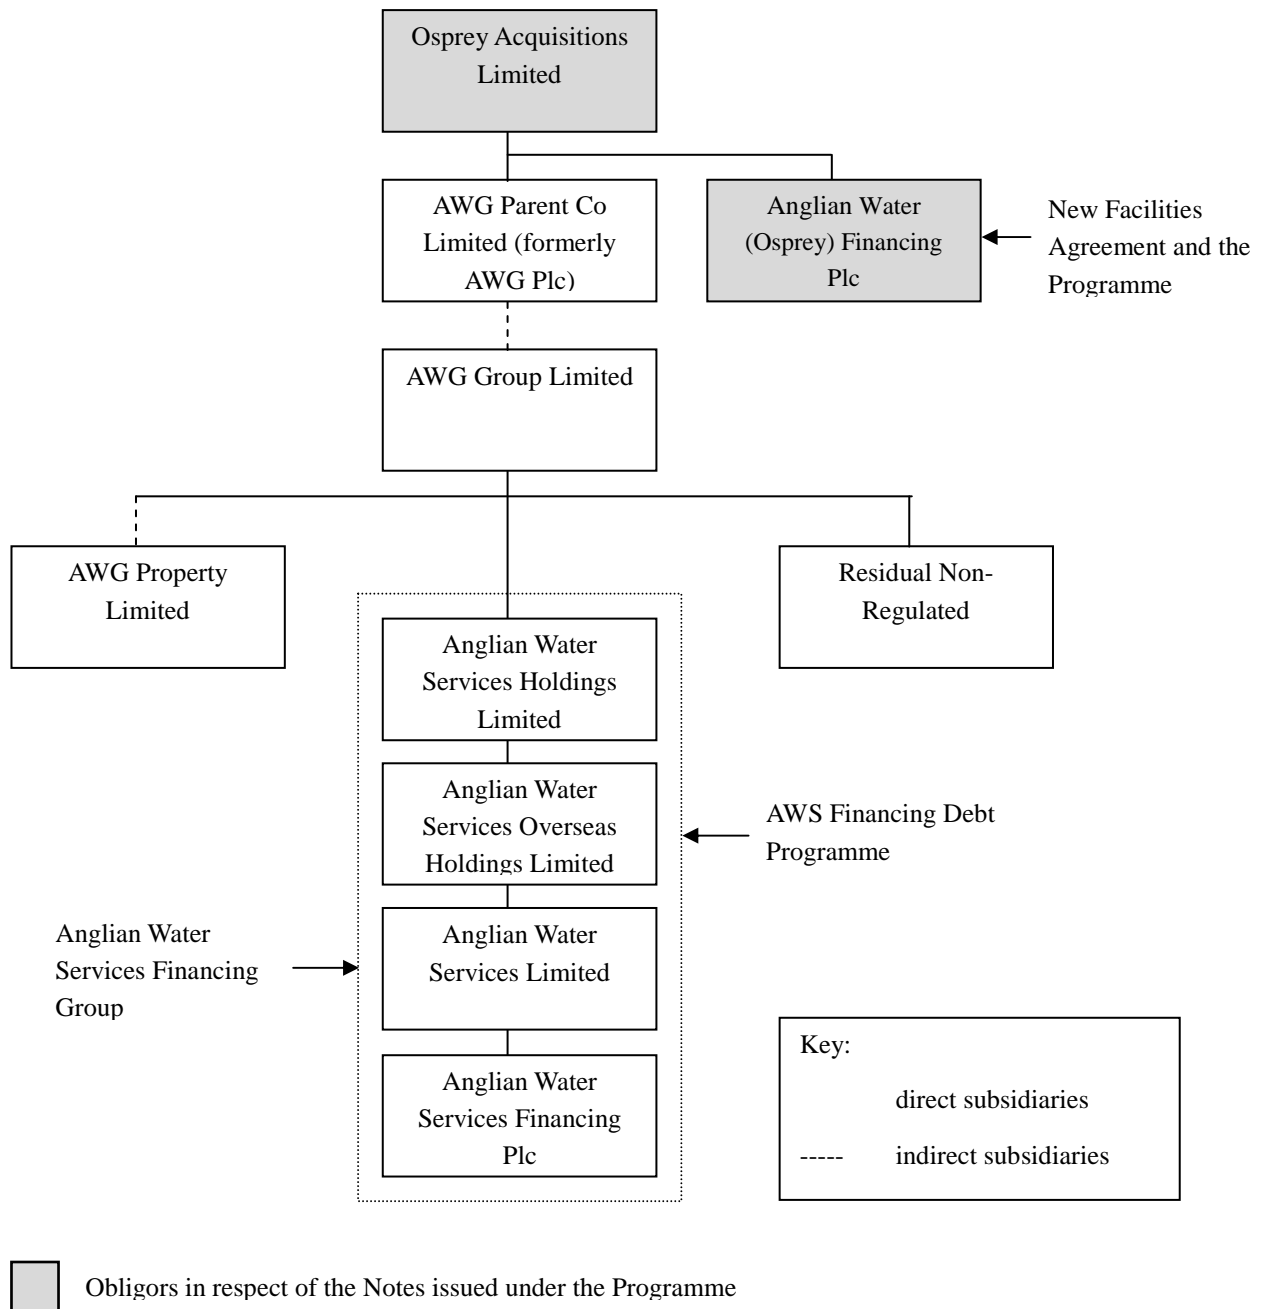 Osprey Acquisitions
Limited
AWG Parent Co
Limited (formerly
AWG Plc)
Anglian Water
(Osprey) Financing
Plc
New Facilities
Agreement and the
Programme
AWG Group Limited
AWG Property
Limited
Residual Non-
Regulated
Anglian Water
Services Holdings
Limited
Anglian Water
Services Overseas
Holdings Limited
AWS Financing Debt
Programme
Anglian Water
Services Limited
Anglian Water
Services Financing
Group
Anglian Water
Services Financing
Plc
Key:
direct subsidiaries
----- indirect subsidiaries
Obligors in respect of the Notes issued under the Programme